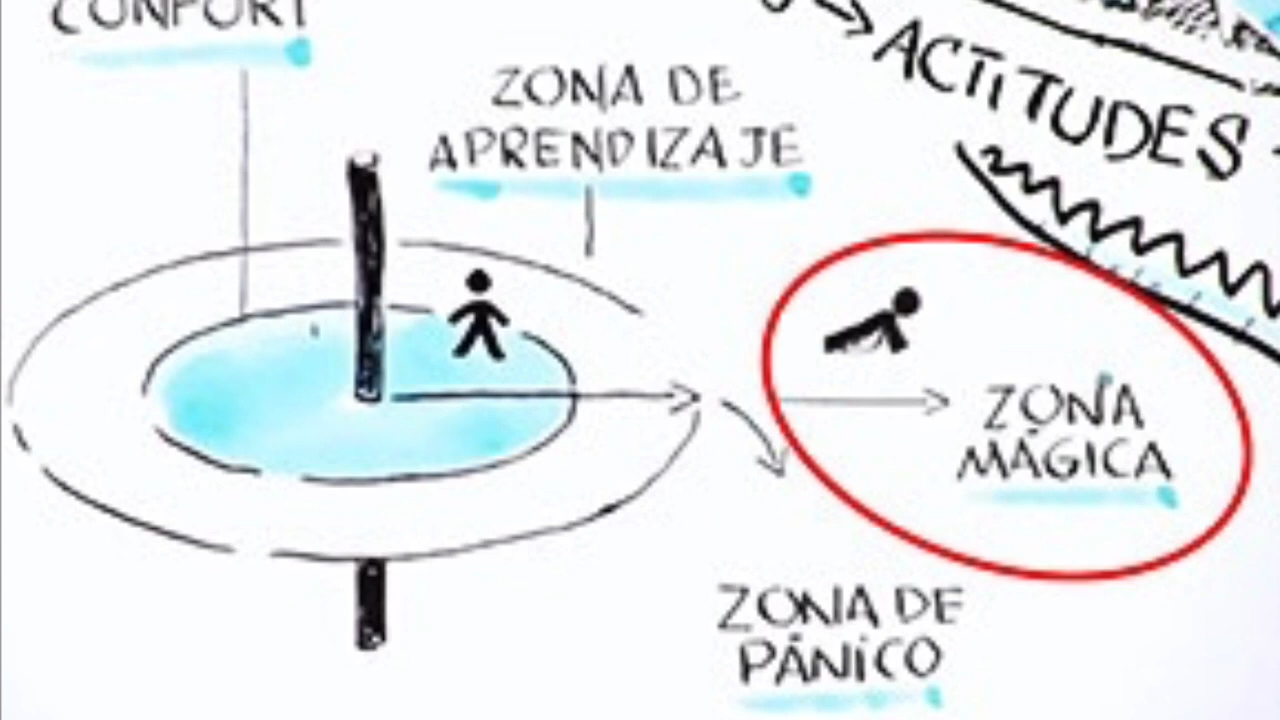 CONFORT
ZONA DE
APRENDIZAJE
ACTITUDES
ZONA
MÁGICA
ZONA DE
PÁNICO